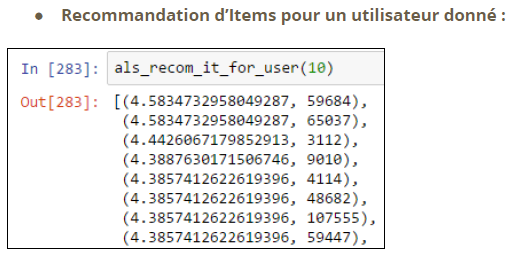 ● Recommandation d'Items pour un utilisateur donné :
In [283]: als_recom_it_for_user(10)
Out[283]: [(4.5834732958049287, 59684),
(4.5834732958049287, 65037),
(4.4426067179852913, 3112),
(4.3887630171506746, 9010),
(4.3857412622619396, 4114),
(4.3857412622619396, 48682),
(4.3857412622619396, 107555),
(4.3857412622619396, 59447),